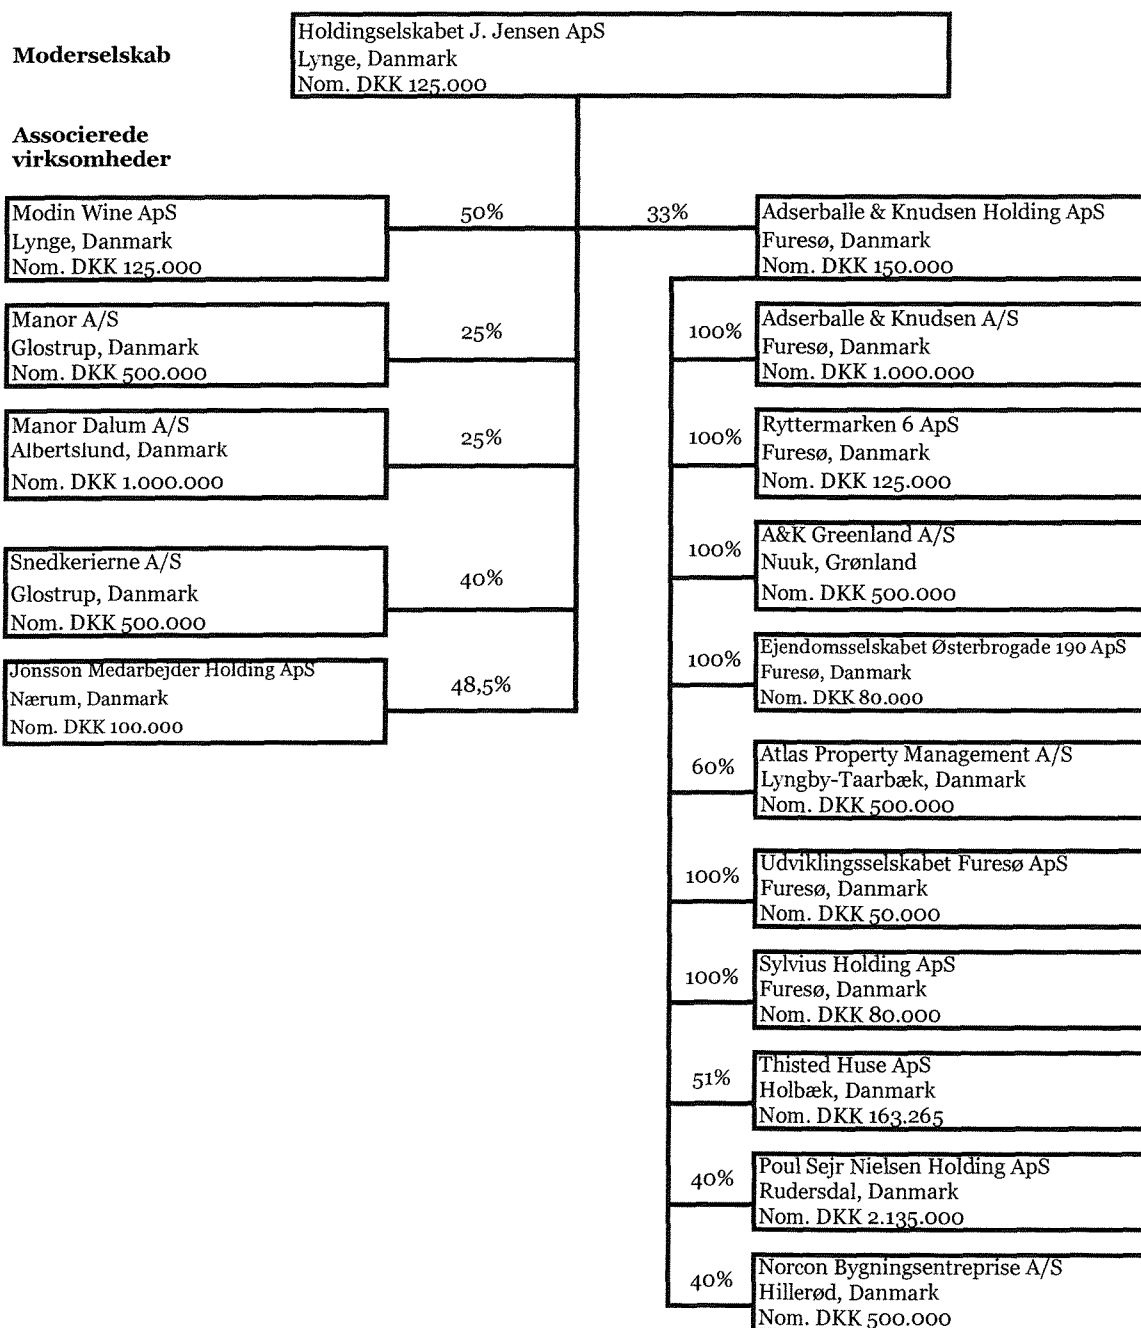 Moderselskab
Holdingselskabet J. Jensen ApS
Lynge, Danmark
Nom. DKK 125.000
Associerede
virksomheder
Modin Wine ApS
Lynge, Danmark
Nom. DKK 125.000
50%
Manor A/S
Glostrup, Danmark
Nom. DKK 500.000
25%
Manor Dalum A/S
Albertslund, Danmark
Nom. DKK 1.000.000
25%
Snedkerierne A/S
Glostrup, Danmark
Nom. DKK 500.000
40%
Jonsson Medarbejder Holding ApS
Nærum, Danmark
Nom. DKK 100.000
48,5%
33%
Adserballe & Knudsen Holding ApS
Furesø, Danmark
Nom. DKK 150.000
100%
Adserballe & Knudsen A/S
Furesø, Danmark
Nom. DKK 1.000.000
100%
Ryttermarken 6 ApS
Furesø, Danmark
Nom. DKK 125.000
100%
A&K Greenland A/S
Nuuk, Grønland
Nom. DKK 500.000
100%
Ejendomsselskabet Østerbrogade 190 ApS
Furesø, Danmark
Nom. DKK 80.000
60%
Atlas Property Management A/S
Lyngby-Taarbæk, Danmark
Nom. DKK 500.000
100%
Udviklingsselskabet Furesø ApS
Furesø, Danmark
Nom. DKK 50.000
100%
Sylvius Holding ApS
Furesø, Danmark
Nom. DKK 80.000
51%
Thisted Huse ApS
Holbæk, Danmark
Nom. DKK 163.265
40%
Poul Sejr Nielsen Holding ApS
Rudersdal, Danmark
Nom. DKK 2.135.000
40%
Norcon Bygningsentreprise A/S
Hillerød, Danmark
Nom. DKK 500.000